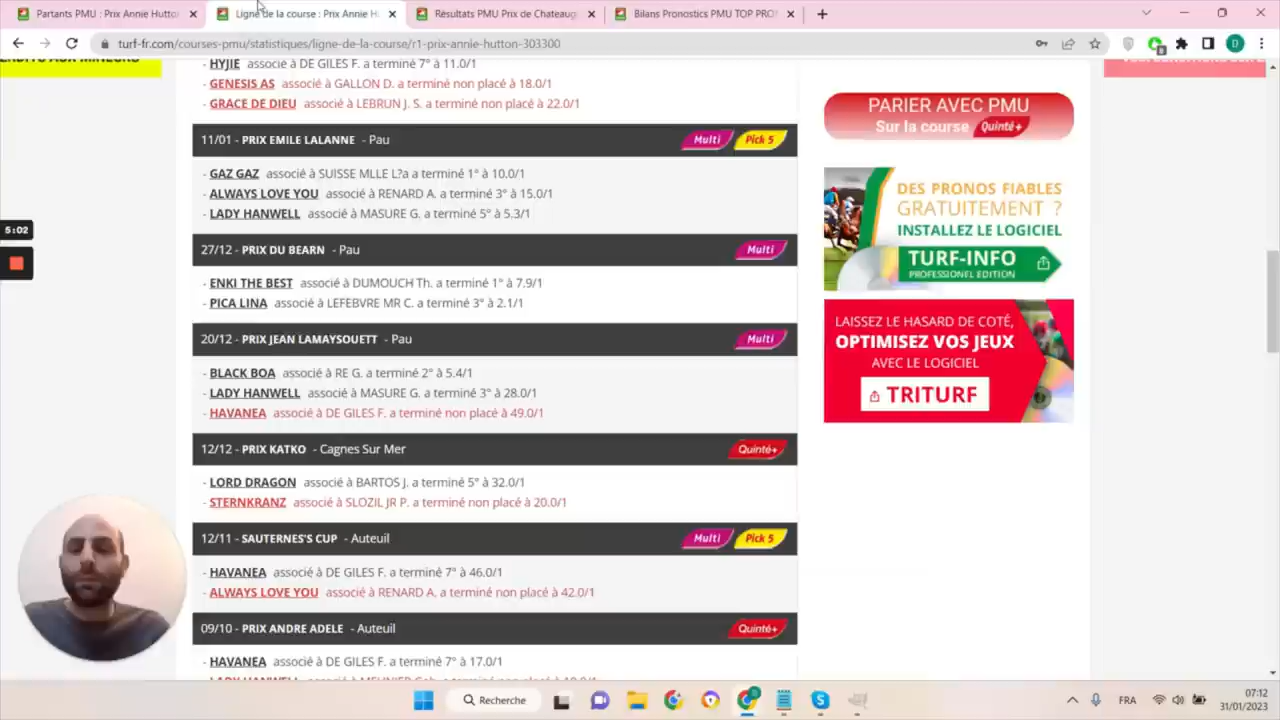 Partants PMU : Prix Annie Hutto
Ligne de la course : Prix Annie H
Résultats PMU Prix de Chateaug
Bilans Pronostics PMU TOP PRO
turf-fr.com/courses-pmu/statistiques/ligne-de-la-course/r1-prix-annie-hutton-303300
- HYJIE associé à DE GILES F. a terminé 7° à 11.0/1
- GENESIS AS associé à GALLON D. a terminé non placé à 18.0/1
- GRACE DE DIEU associé à LEBRUN J. S. a terminé non placé à 22.0/1
11/01 - PRIX EMILE LALANNE - Pau
Multi Pick 5
- GAZ GAZ associé à SUISSE MLLE L?a a terminé 1° à 10.0/1
- ALWAYS LOVE YOU associé à RENARD A. a terminé 3° à 15.0/1
- LADY HANWELL associé à MASURE G. a terminé 5° à 5.3/1
27/12 - PRIX DU BEARN - Pau
Multi
- ENKI THE BEST associé à DUMOUCH Th. a terminé 1° à 7.9/1
- PICA LINA associé à LEFEBVRE MR C. a terminé 3° à 2.1/1
20/12 - PRIX JEAN LAMAYSOUETT - Pau
Multi
- BLACK BOA associé à RE G. a terminé 2° à 5.4/1
- LADY HANWELL associé à MASURE G. a terminé 3° à 28.0/1
- HAVANEA associé à DE GILES F. a terminé non placé à 49.0/1
12/12 - PRIX KATKO - Cagnes Sur Mer
Quinté+
- LORD DRAGON associé à BARTOS J. a terminé 5° à 32.0/1
- STERNKRANZ associé à SLOZIL JR P. a terminé non placé à 20.0/1
12/11 - SAUTERNES'S CUP - Auteuil
Multi Pick 5
- HAVANEA associé à DE GILES F. a terminé 7° à 46.0/1
- ALWAYS LOVE YOU associé à RENARD A. a terminé non placé à 42.0/1
09/10 - PRIX ANDRE ADELE - Auteuil
Quinté+
- HAVANEA associé à DE GILES F. a terminé 7° à 17.0/1
PARIER AVEC PMU
Sur la course Quinté+
DES PRONOS FIABLES
GRATUITEMENT ?
INSTALLEZ LE LOGICIEL
TURF-INFO
PROFESSIONEL EDITION
LAISSEZ LE HASARD DE COTÉ,
OPTIMISEZ VOS JEUX
AVEC LE LOGICIEL
TRITURF
5:02
Recherche
FRA
07:12
31/01/2023